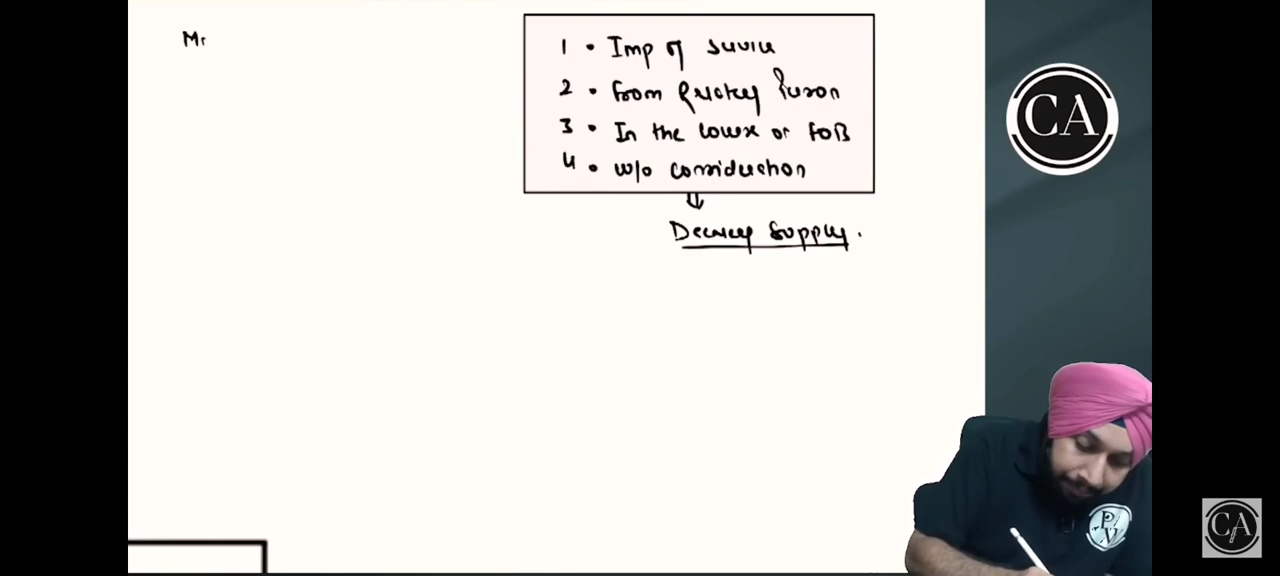 Mr
1 • Imp of service
2 • from related person
3 • In the course or FOB
4 • w/o consideration
Deemed supply.
CA
PW
CA